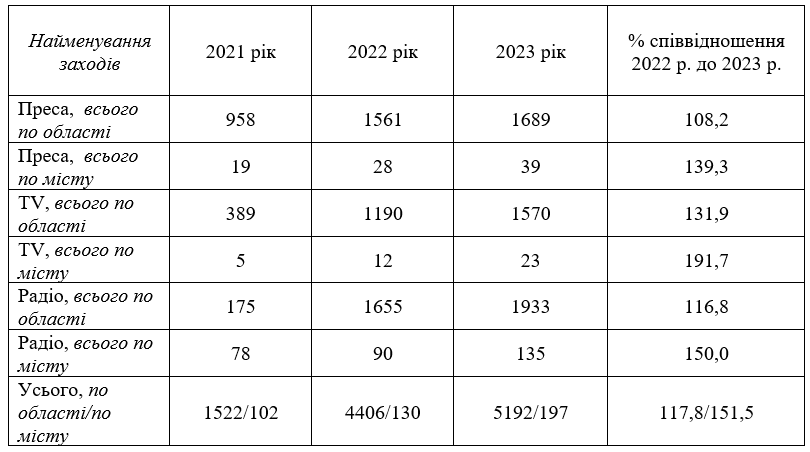 Найменування заходів 2021 рік 2022 рік 2023 рік % співвідношення 2022 р. до 2023 р.
Преса, всього по області 958 1561 1689 108,2
Преса, всього по місту 19 28 39 139,3
TV, всього по області 389 1190 1570 131,9
TV, всього по місту 5 12 23 191,7
Радіо, всього по області 175 1655 1933 116,8
Радіо, всього по місту 78 90 135 150,0
Усього, по області/по місту 1522/102 4406/130 5192/197 117,8/151,5